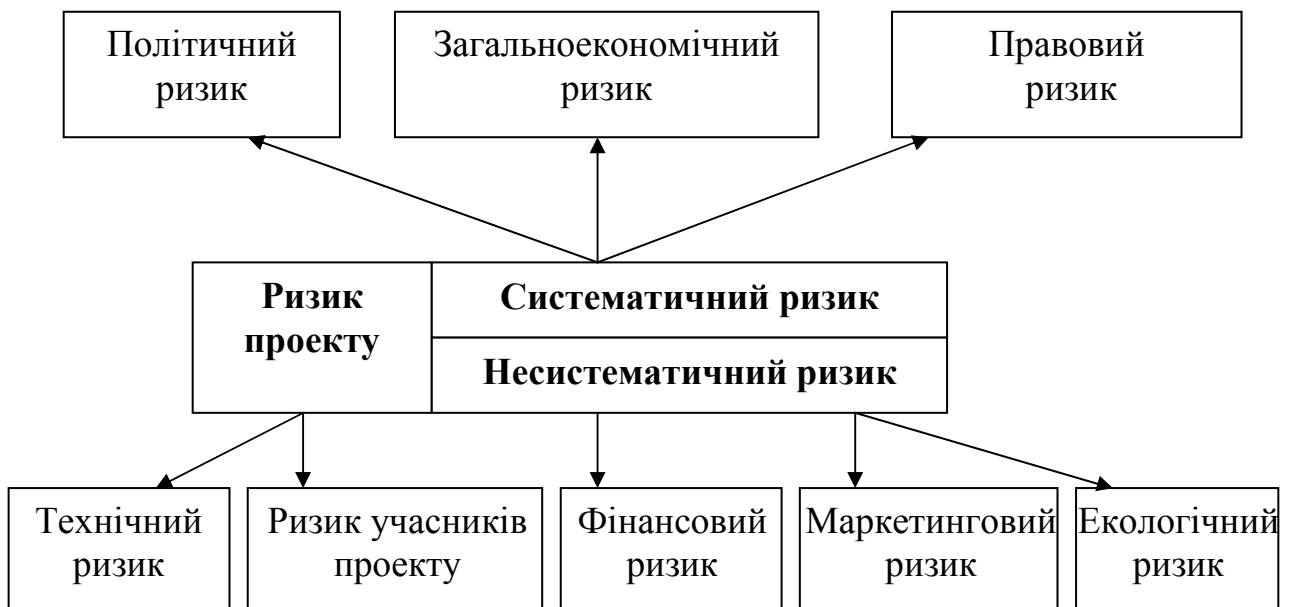 Політичний
ризик
Загальноекономічний
ризик
Правовий
ризик
Ризик
проекту
Систематичний ризик
Несистематичний ризик
Технічний
ризик
Ризик учасників
проекту
Фінансовий
ризик
Маркетинговий
ризик
Екологічний
ризик